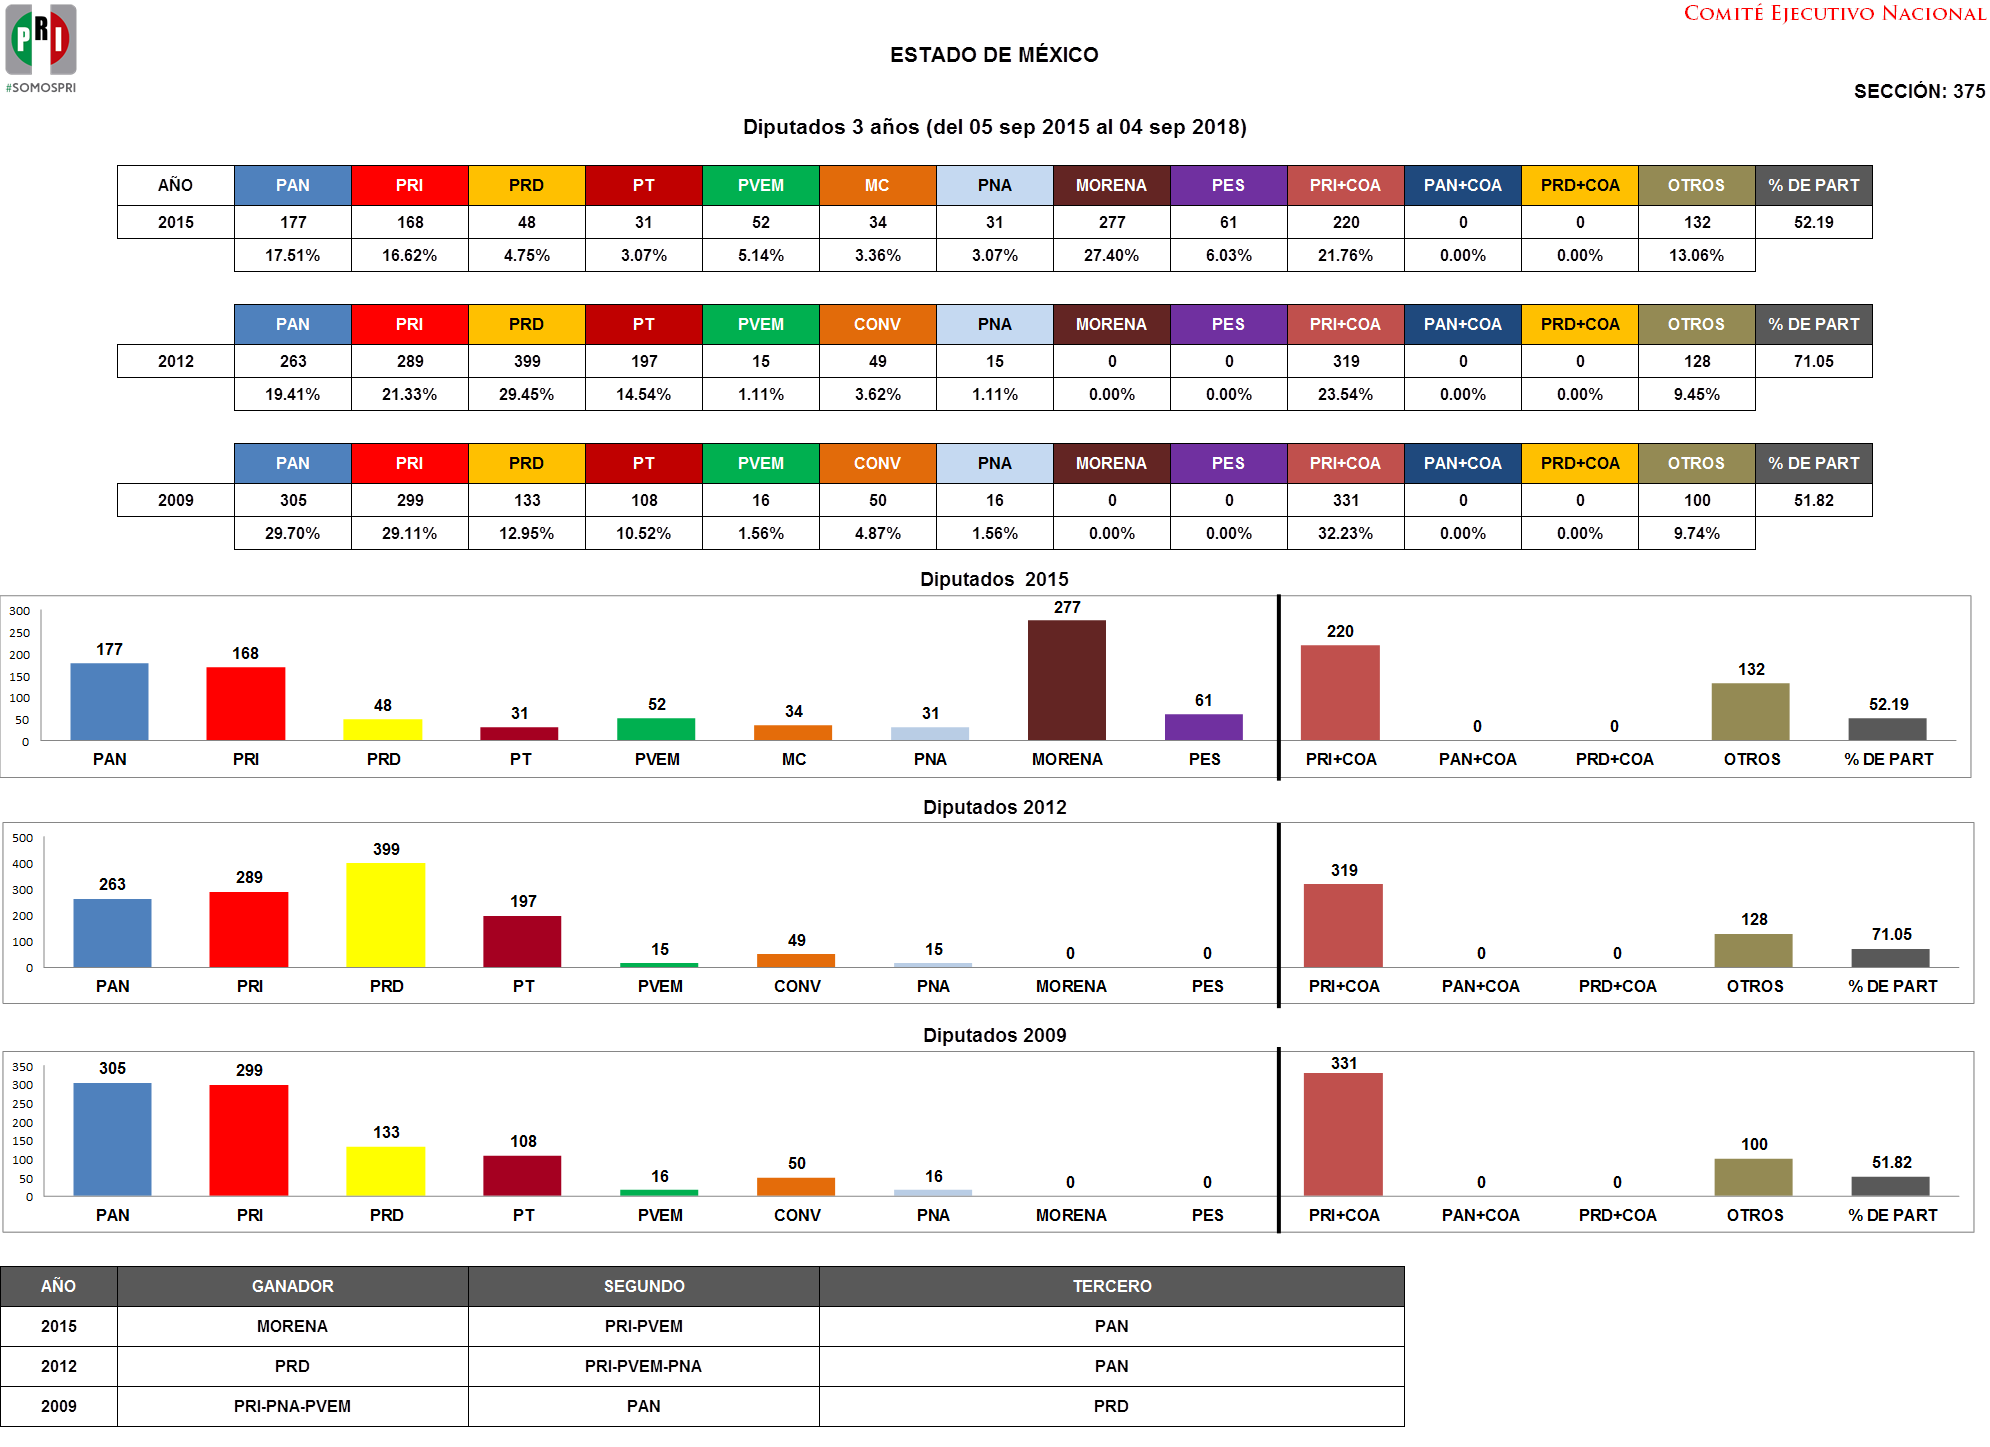 PRI
#SOMOSPRI
COMITÉ EJECUTIVO NACIONAL
ESTADO DE MÉXICO
SECCIÓN: 375
Diputados 3 años (del 05 sep 2015 al 04 sep 2018)
AÑO PAN PRI PRD PT PVEM MC PNA MORENA PES PRI+COA PAN+COA PRD+COA OTROS % DE PART
2015 177 168 48 31 52 34 31 277 61 220 0 0 132 52.19
17.51% 16.62% 4.75% 3.07% 5.14% 3.36% 3.07% 27.40% 6.03% 21.76% 0.00% 0.00% 13.06%
PAN PRI PRD PT PVEM CONV PNA MORENA PES PRI+COA PAN+COA PRD+COA OTROS % DE PART
2012 263 289 399 197 15 49 15 0 0 319 0 0 128 71.05
19.41% 21.33% 29.45% 14.54% 1.11% 3.62% 1.11% 0.00% 0.00% 23.54% 0.00% 0.00% 9.45%
PAN PRI PRD PT PVEM CONV PNA MORENA PES PRI+COA PAN+COA PRD+COA OTROS % DE PART
2009 305 299 133 108 16 50 16 0 0 331 0 0 100 51.82
29.70% 29.11% 12.95% 10.52% 1.56% 4.87% 1.56% 0.00% 0.00% 32.23% 0.00% 0.00% 9.74%
Diputados 2015
300
250
200
150
100
50
0
177 168 48 31 52 34 31 277 61 220 0 0 132 52.19
PAN PRI PRD PT PVEM MC PNA MORENA PES PRI+COA PAN+COA PRD+COA OTROS % DE PART
Diputados 2012
500
400
300
200
100
0
263 289 399 197 15 49 15 0 0 319 0 0 128 71.05
PAN PRI PRD PT PVEM CONV PNA MORENA PES PRI+COA PAN+COA PRD+COA OTROS % DE PART
Diputados 2009
350
300
250
200
150
100
50
0
305 299 133 108 16 50 16 0 0 331 0 0 100 51.82
PAN PRI PRD PT PVEM CONV PNA MORENA PES PRI+COA PAN+COA PRD+COA OTROS % DE PART
AÑO GANADOR SEGUNDO TERCERO
2015 MORENA PRI-PVEM PAN
2012 PRD PRI-PVEM-PNA PAN
2009 PRI-PNA-PVEM PAN PRD